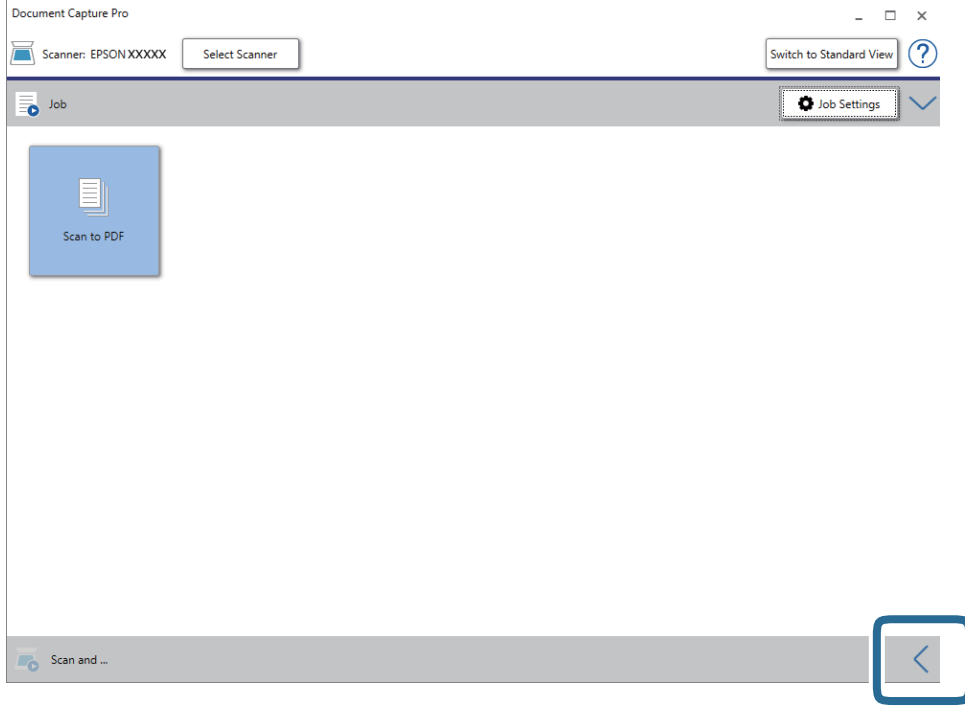 Document Capture Pro
Scanner: EPSON XXXXX Select Scanner Switch to Standard View ?
Job Job Settings
Scan to PDF
Scan and ...